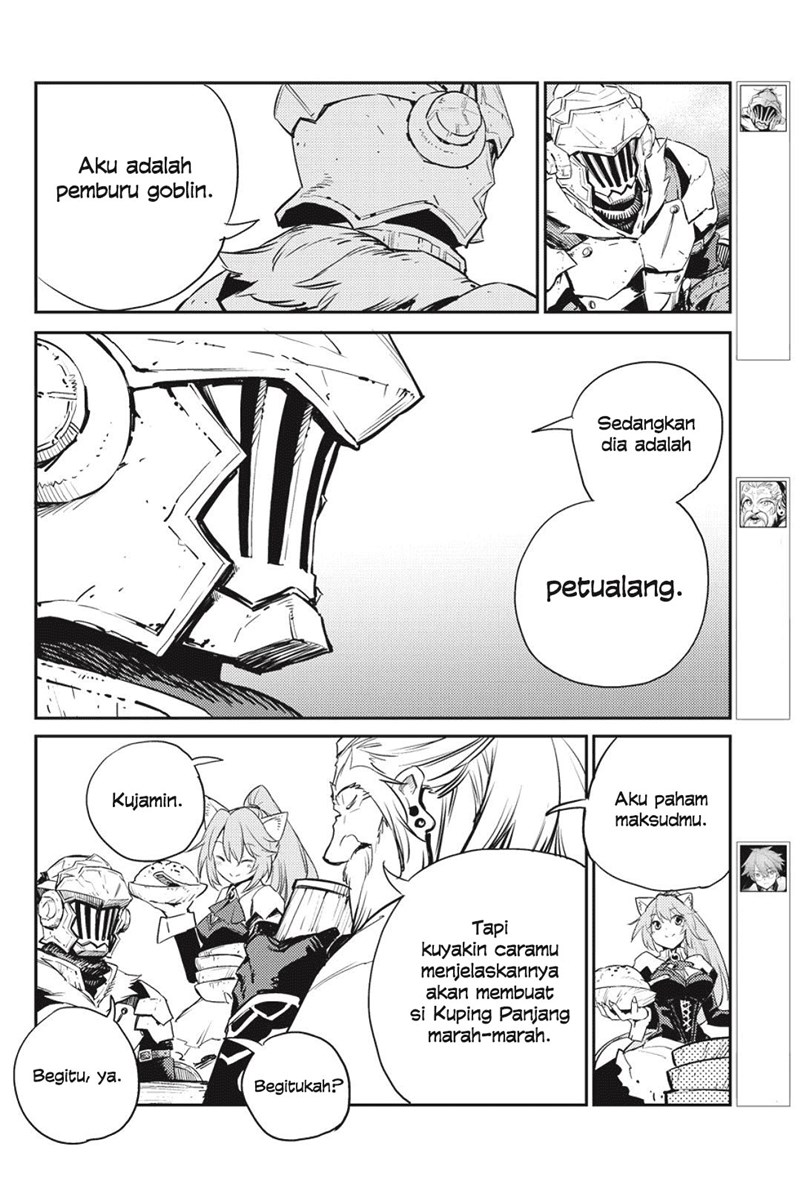 Aku adalah
pemburu goblin.
Sedangkan
dia adalah
petualang.
Aku paham
maksudmu.
Tapi
kuyakin caramu
menjelaskannya
akan membuat
si Kuping Panjang
marah-marah.
Begitukah?
Kujamin.
Begitu, ya.